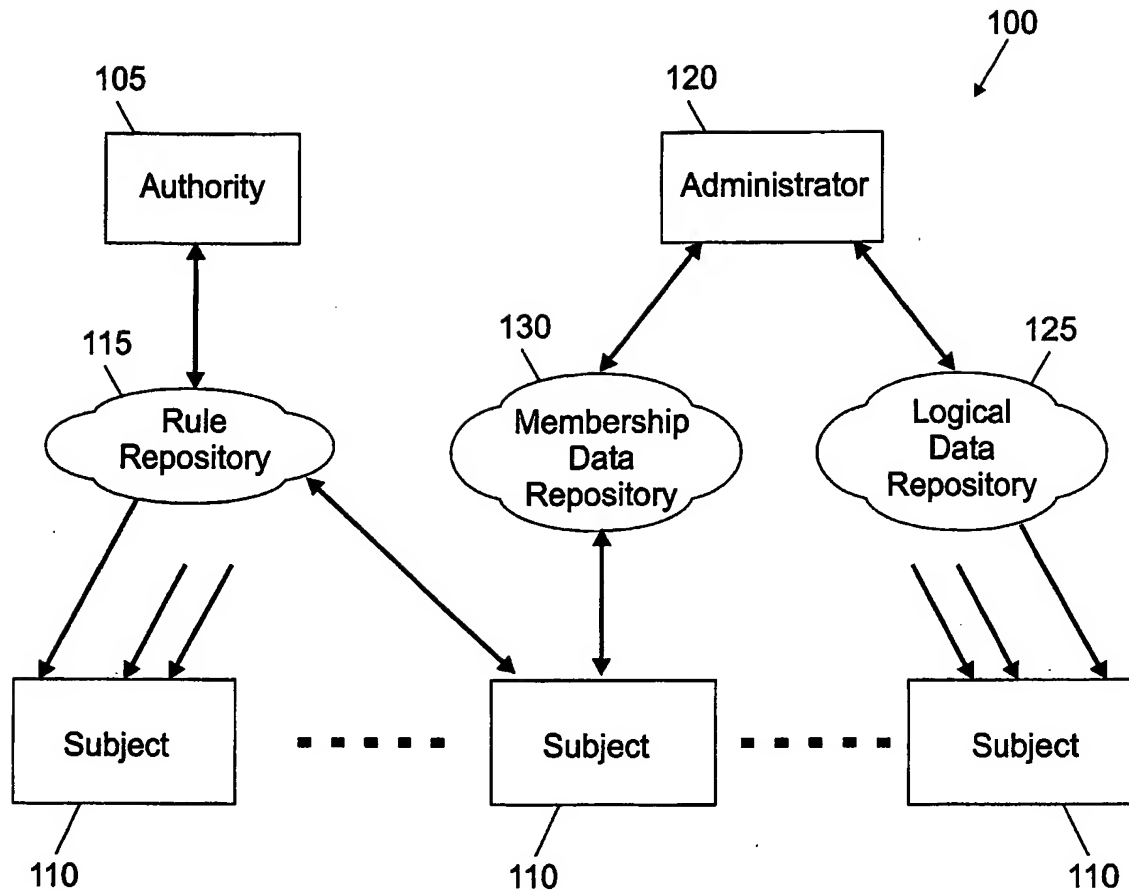 100
105
120
Authority
Administrator
115
130
125
Rule
Repository
Membership
Data
Repository
Logical
Data
Repository
Subject
Subject
Subject
110
110
110